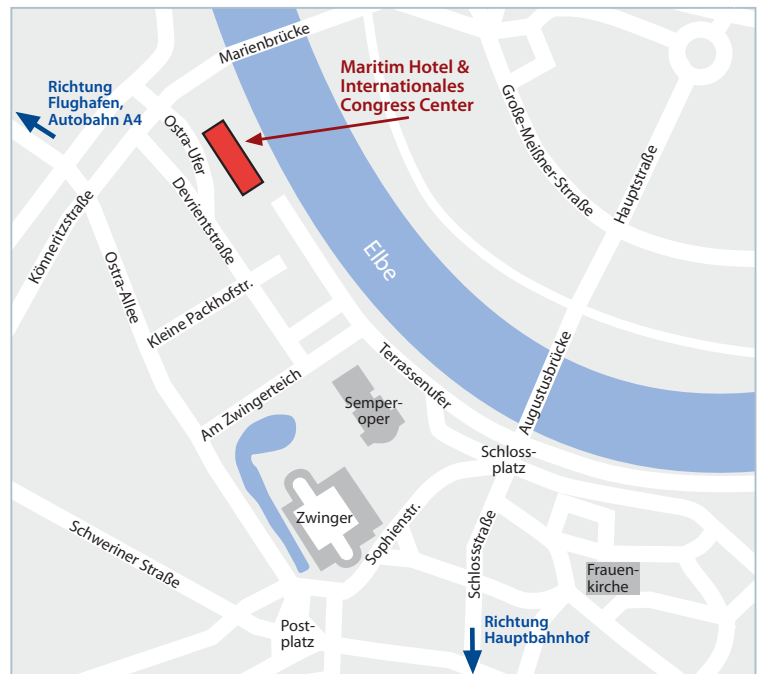 Marienbrücke
Richtung
Flughafen,
Autobahn A4
Maritim Hotel &
Internationales
Congress Center
Ostra-Ufer
Große-Meißner-Strraße
Hauptstraße
Devrientstraße
Könneritzstraße
Ostra-Allee
Elbe
Kleine Packhofstr.
Augustusbrücke
Terrassenufer
Am Zwingerteich
Semper-
oper
Schloss-
platz
Zwinger
Sophienstr.
Schlossstraße
Schweriner Straße
Frauen-
kirche
Post-
platz
Richtung
Hauptbahnhof